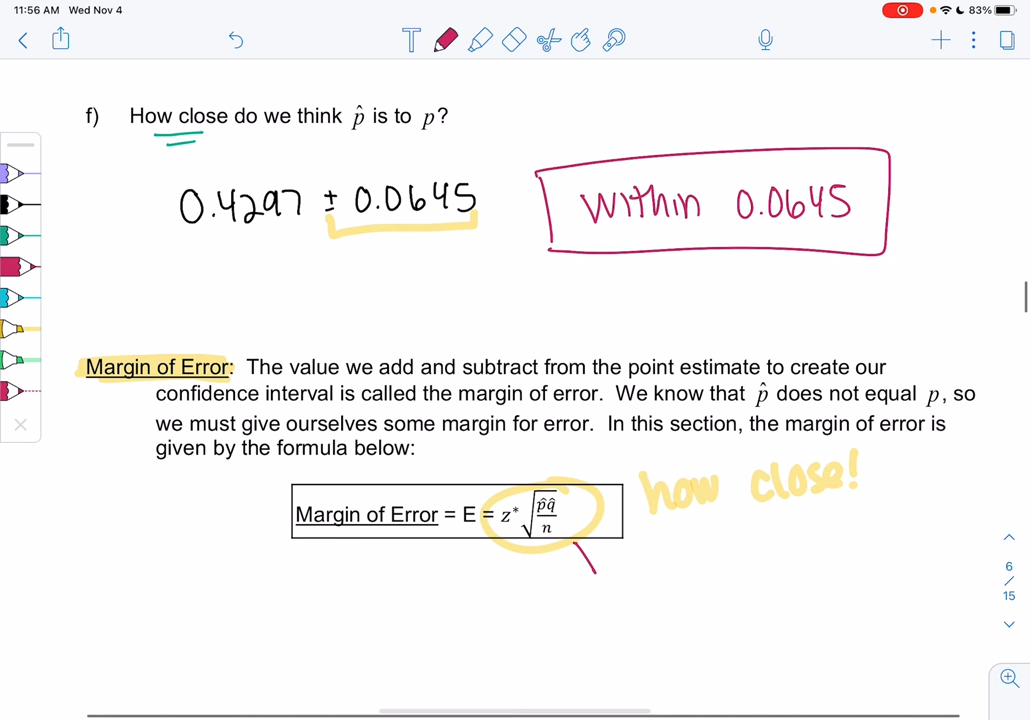 11:56 AM Wed Nov 4
83%
T
f) How close do we think p̂ is to p?
0.4297 ± 0.0645
Within 0.0645
Margin of Error: The value we add and subtract from the point estimate to create our
confidence interval is called the margin of error. We know that p̂ does not equal p, so
we must give ourselves some margin for error. In this section, the margin of error is
given by the formula below:
how close!
Margin of Error = E = z* √(p̂q̂/n)
6
/
15